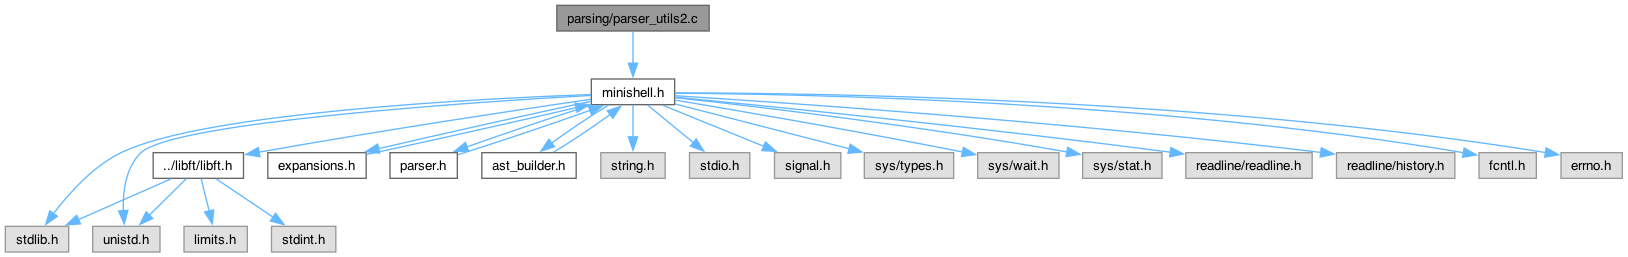 parsing/parser_utils2.c
minishell.h
../libft/libft.h
expansions.h
parser.h
ast_builder.h
string.h
stdio.h
signal.h
sys/types.h
sys/wait.h
sys/stat.h
readline/readline.h
readline/history.h
fcntl.h
errno.h
stdlib.h
unistd.h
limits.h
stdint.h